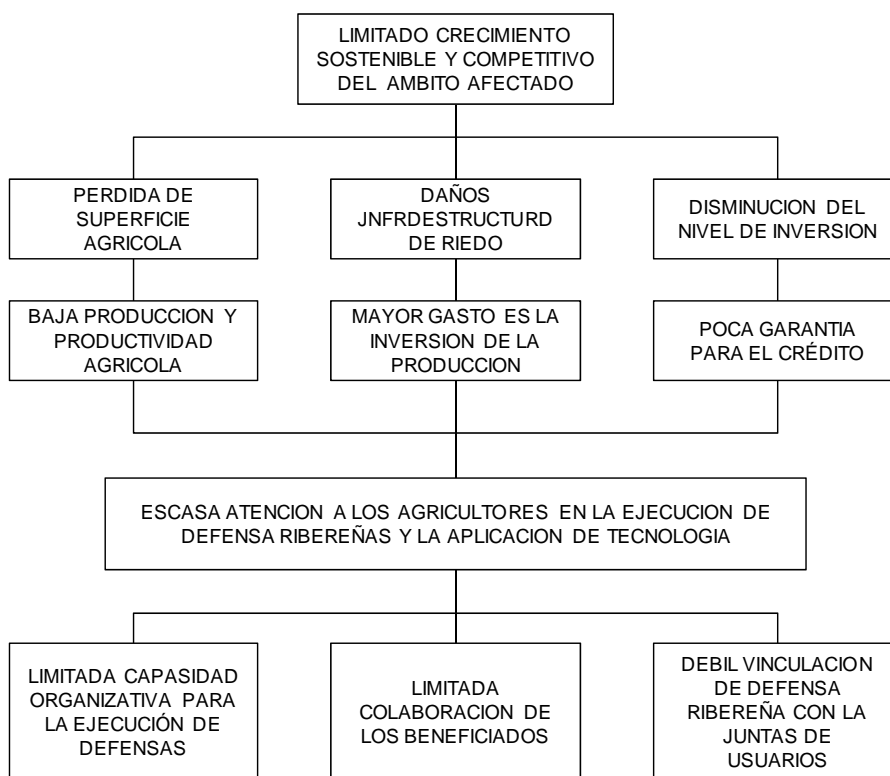 LIMITADO CRECIMIENTO
SOSTENIBLE Y COMPETITIVO
DEL AMBITO AFECTADO
PERDIDA DE
SUPERFICIE
AGRICOLA
DAÑOS
JNFRDESTRUCTURD
DE RIEDO
DISMINUCION DEL
NIVEL DE INVERSION
BAJA PRODUCCION Y
PRODUCTIVIDAD
AGRICOLA
MAYOR GASTO ES LA
INVERSION DE LA
PRODUCCION
POCA GARANTIA
PARA EL CRÉDITO
ESCASA ATENCION A LOS AGRICULTORES EN LA EJECUCION DE
DEFENSA RIBEREÑAS Y LA APLICACION DE TECNOLOGIA
LIMITADA CAPASIDAD
ORGANIZATIVA PARA
LA EJECUCIÓN DE
DEFENSAS
LIMITADA
COLABORACION DE
LOS BENEFICIADOS
DEBIL VINCULACION
DE DEFENSA
RIBEREÑA CON LA
JUNTAS DE
USUARIOS